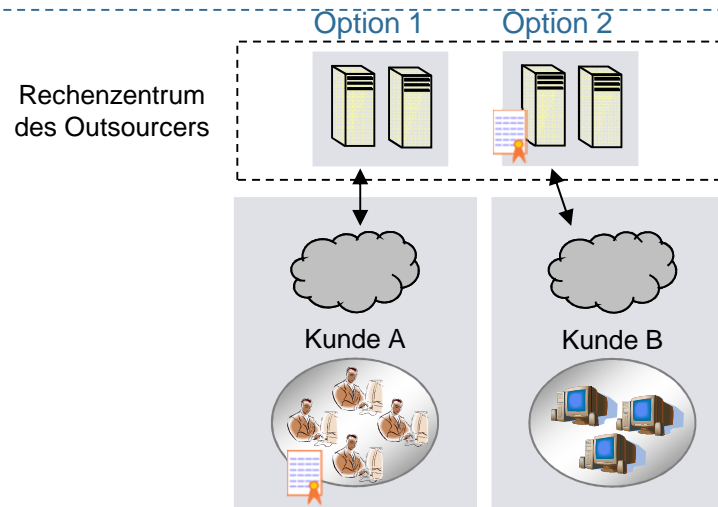 Option 1
Option 2
Rechenzentrum
des Outsourcers
Kunde A
Kunde B